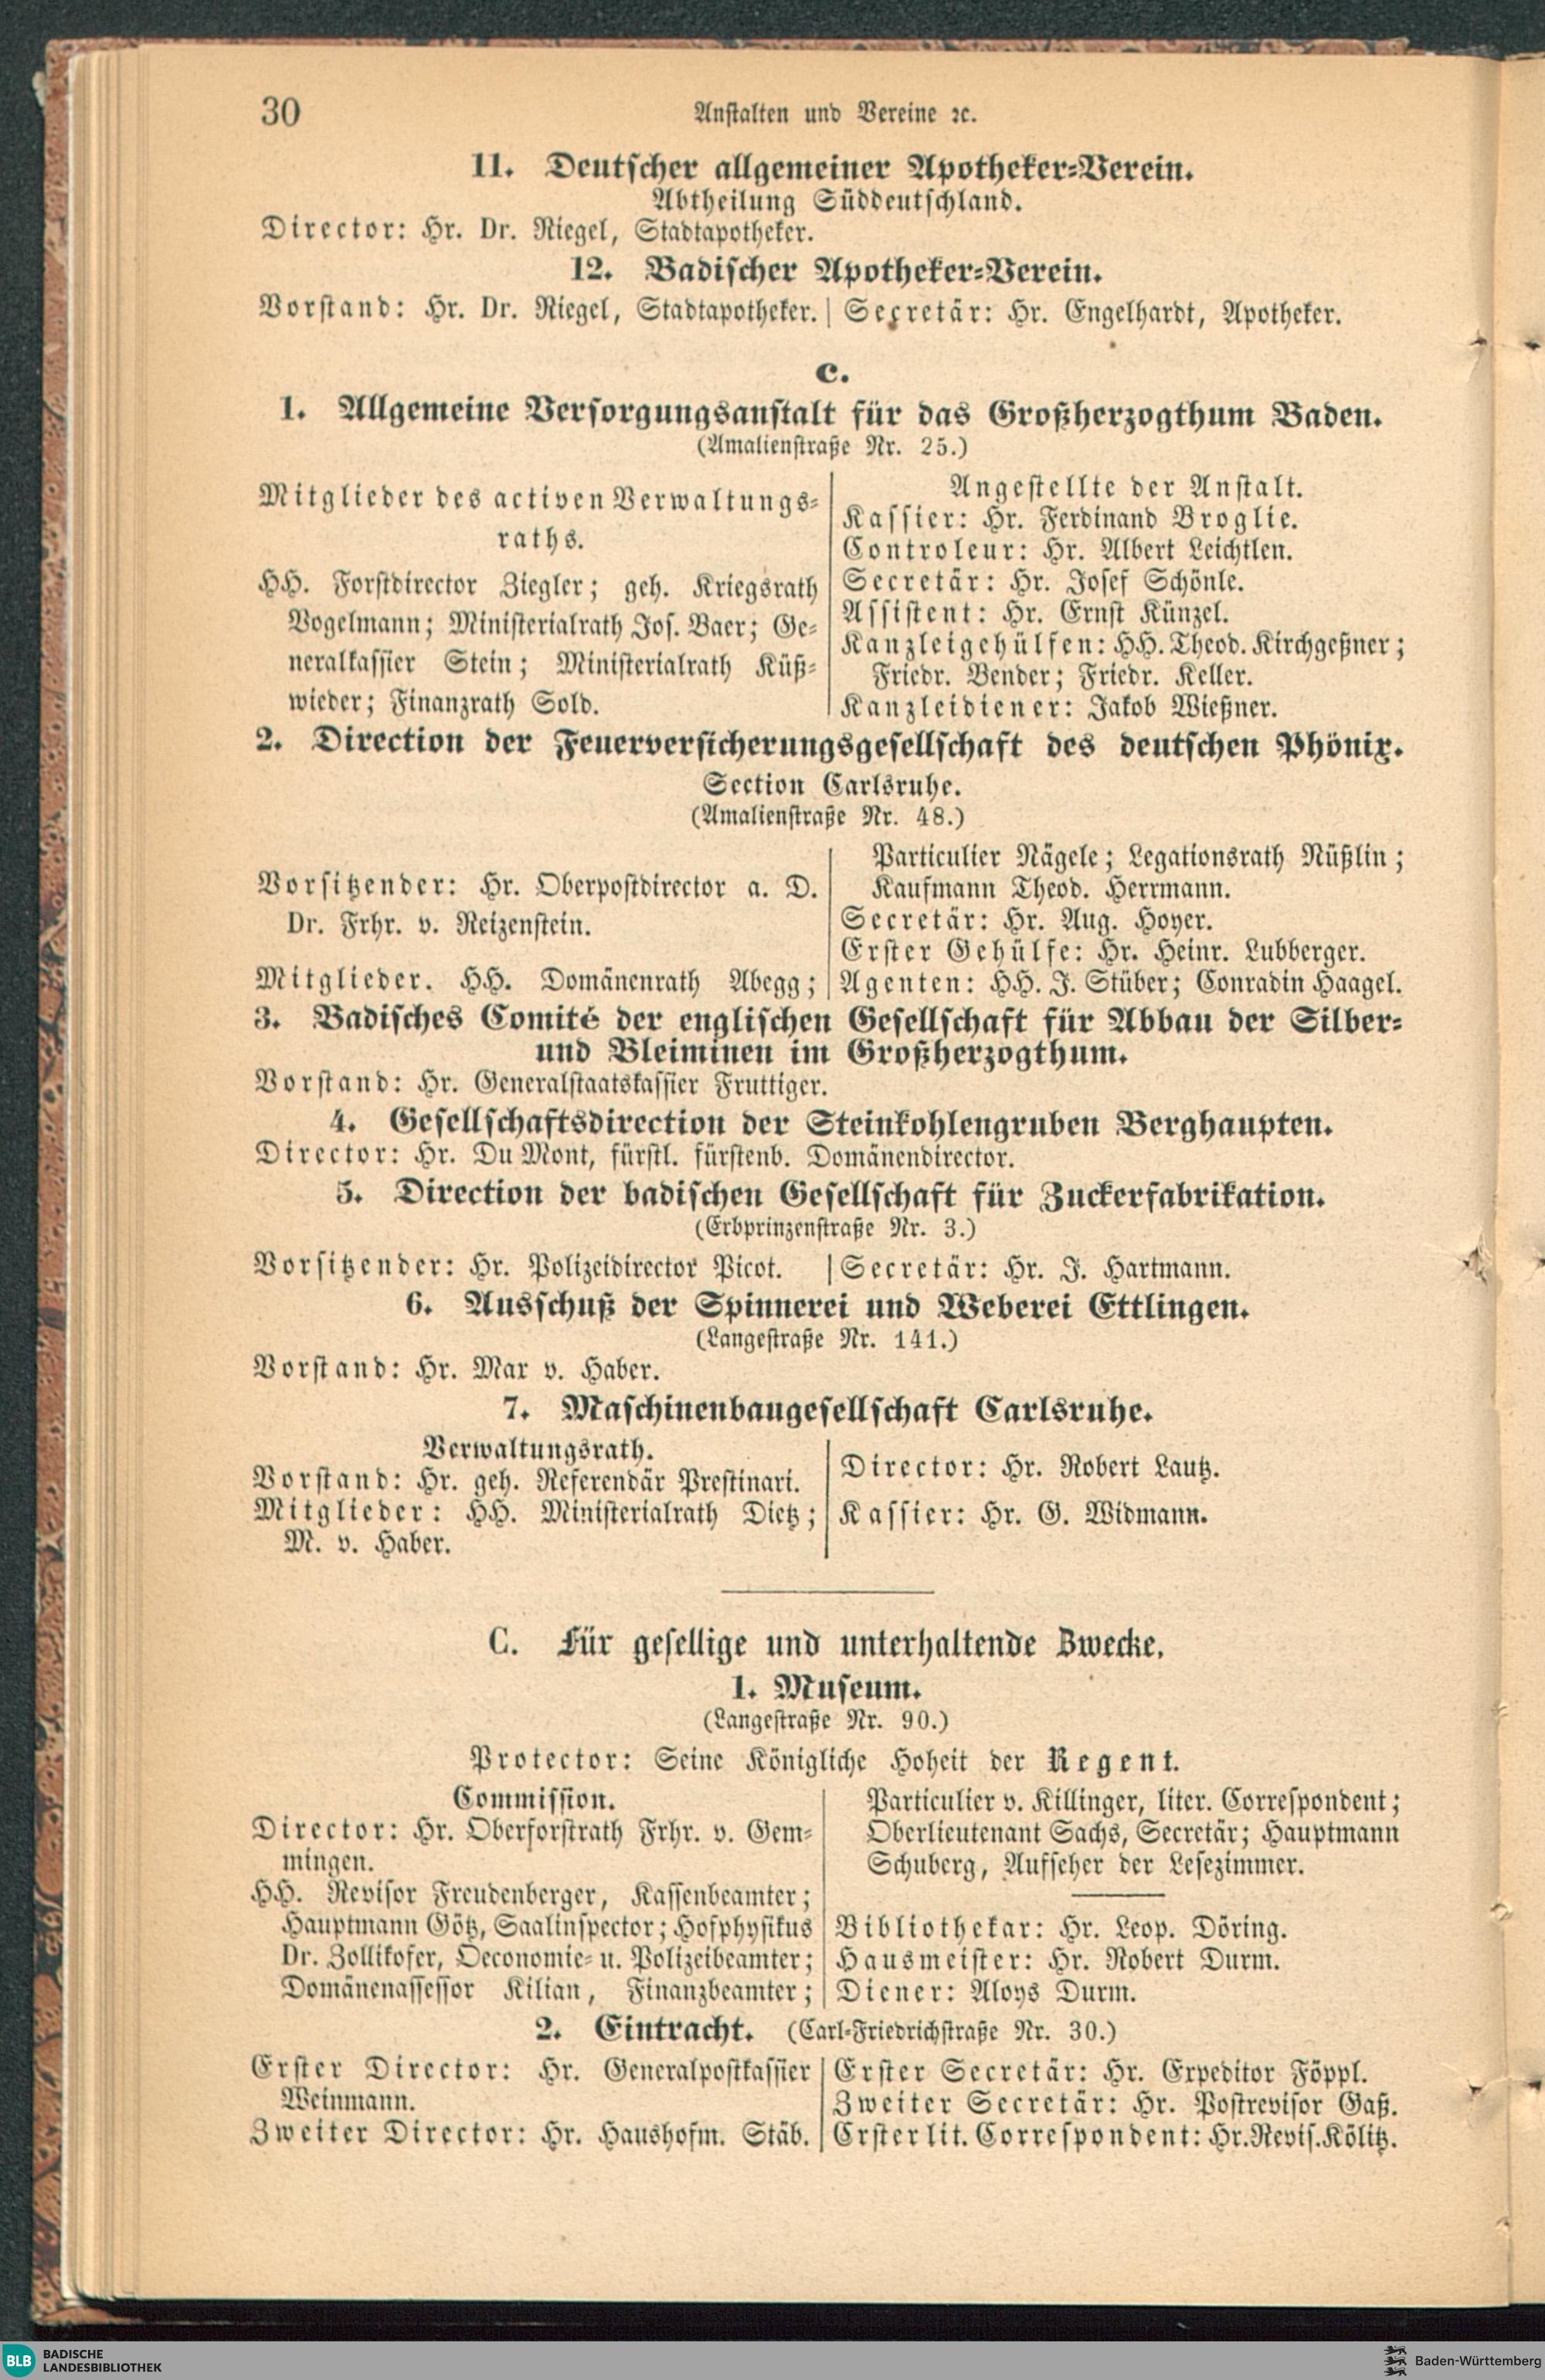 30
Anstalten und Vereine ꝛc.
11. Deutscher allgemeiner Apotheker-Verein.
Abtheilung Süddeutschland.
Director: Hr. Dr. Riegel, Stadtapotheker.
12. Badischer Apotheker-Verein.
Vorstand: Hr. Dr. Riegel, Stadtapotheker.
Secretär: Hr. Engelhardt, Apotheker.
c.
1. Allgemeine Versorgungsanstalt für das Großherzogthum Baden.
(Amalienstraße Nr. 25.)
Mitglieder des activen Verwaltungs-
raths.
HH. Forstdirector Ziegler; geh. Kriegsrath
Vogelmann; Ministerialrath Jos. Baer; Ge-
neralkassier Stein; Ministerialrath Küß-
wieder; Finanzrath Sold.
Angestellte der Anstalt.
Kassier: Hr. Ferdinand Broglie.
Controleur: Hr. Albert Leichtlen.
Secretär: Hr. Josef Schönle.
Assistent: Hr. Ernst Künzel.
Kanzleigehülfen: HH. Theod. Kirchgeßner;
Friedr. Bender; Friedr. Keller.
Kanzleidiener: Jakob Wießner.
2. Direction der Feuerversicherungsgesellschaft des deutschen Phönix.
Section Carlsruhe.
(Amalienstraße Nr. 48.)
Vorsitzender: Hr. Oberpostdirector a. D.
Dr. Frhr. v. Reizenstein.
Mitglieder. HH. Domänenrath Abegg;
Particulier Nägele; Legationsrath Nüßlin;
Kaufmann Theod. Herrmann.
Secretär: Hr. Aug. Hoyer.
Erster Gehülfe: Hr. Heinr. Lubberger.
Agenten: HH. J. Stüber; Conradin Haagel.
3. Badisches Comité der englischen Gesellschaft für Abbau der Silber-
und Bleiminen im Großherzogthum.
Vorstand: Hr. Generalstaatskassier Fruttiger.
4. Gesellschaftsdirection der Steinkohlengruben Berghaupten.
Director: Hr. Du Mont, fürstl. fürstenb. Domänendirector.
5. Direction der badischen Gesellschaft für Zuckerfabrikation.
(Erbprinzenstraße Nr. 3.)
Vorsitzender: Hr. Polizeidirector Picot.
Secretär: Hr. J. Hartmann.
6. Ausschuß der Spinnerei und Weberei Ettlingen.
(Langestraße Nr. 141.)
Vorstand: Hr. Max v. Haber.
7. Maschinenbaugesellschaft Carlsruhe.
Verwaltungsrath.
Vorstand: Hr. geh. Referendär Prestinari.
Mitglieder: HH. Ministerialrath Dietz;
M. v. Haber.
Director: Hr. Robert Lautz.
Kassier: Hr. G. Widmann.
C. Für gesellige und unterhaltende Zwecke.
1. Museum.
(Langestraße Nr. 90.)
Protector: Seine Königliche Hoheit der Regent.
Commission.
Director: Hr. Oberforstrath Frhr. v. Gem-
mingen.
HH. Revisor Freudenberger, Kassenbeamter;
Hauptmann Götz, Saalinspector; Hofphysikus
Dr. Zollikofer, Oeconomie- u. Polizeibeamter;
Domänenassessor Kilian, Finanzbeamter;
Particulier v. Killinger, liter. Correspondent;
Oberlieutenant Sachs, Secretär; Hauptmann
Schuberg, Aufseher der Lesezimmer.
Bibliothekar: Hr. Leop. Döring.
Hausmeister: Hr. Robert Durm.
Diener: Aloys Durm.
2. Eintracht. (Carl-Friedrichstraße Nr. 30.)
Erster Director: Hr. Generalpostkassier
Weinmann.
Zweiter Director: Hr. Haushofm. Stäb.
Erster Secretär: Hr. Expeditor Föppl.
Zweiter Secretär: Hr. Postrevisor Gaß.
Erster lit. Correspondent: Hr. Revis. Kölitz.
BLB BADISCHE
LANDESBIBLIOTHEK
Baden-Württemberg